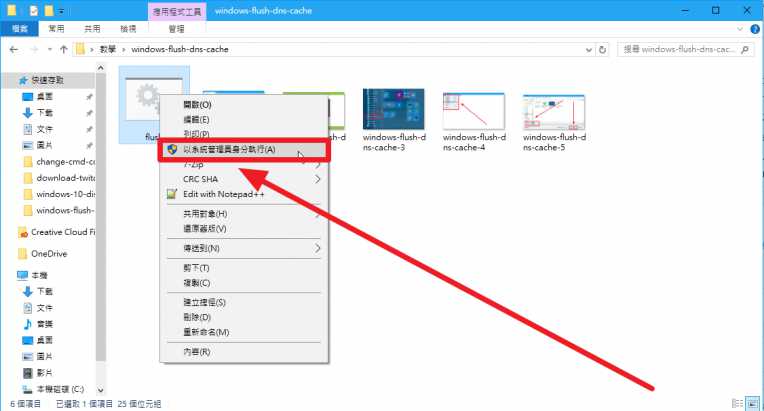 應用程式工具
windows-flush-dns-cache
檔案
常用
共用
檢視
管理
教學 › windows-flush-dns-cache
搜尋 windows-flush-dns-cac...
快速存取
桌面
下載
文件
圖片
change-cmd-co
download-twitc
windows-10-dis
windows-flush-
Creative Cloud Fi
OneDrive
本機
下載
文件
音樂
桌面
圖片
影片
本機磁碟 (C:)
flush
windows-flush-dns-cache-3
windows-flush-dns-cache-4
windows-flush-dns-cache-5
開啟(O)
編輯(E)
列印(P)
以系統管理員身分執行(A)
7-Zip
CRC SHA
Edit with Notepad++
共用對象(H)
還原舊版(V)
傳送到(N)
剪下(T)
複製(C)
建立捷徑(S)
刪除(D)
重新命名(M)
內容(R)
6 個項目
已選取 1 個項目 25 個位元組